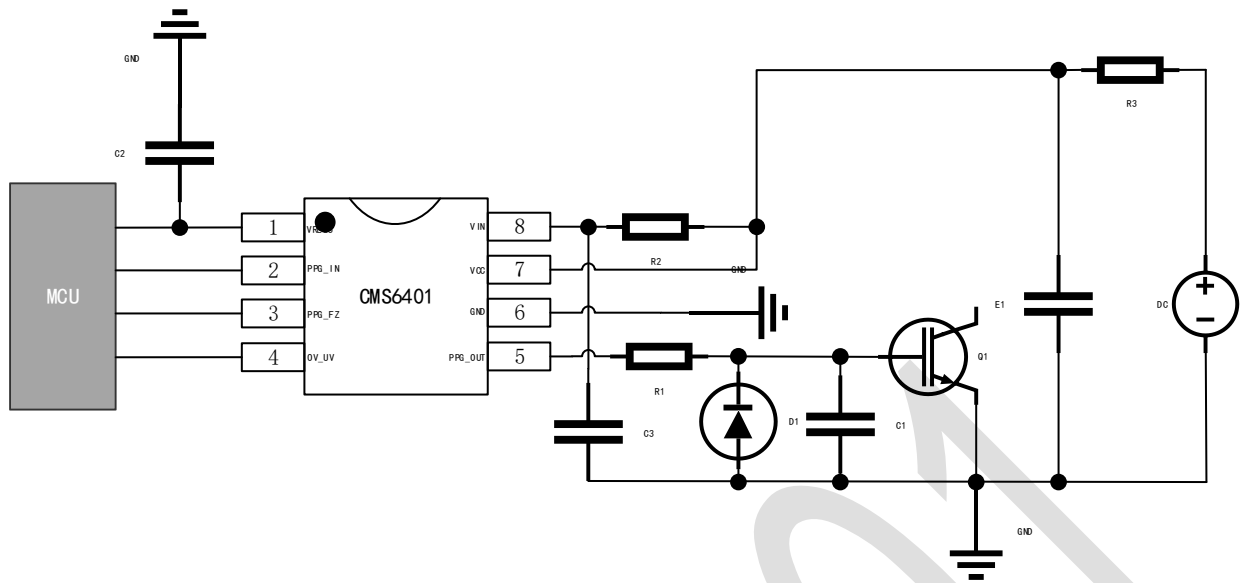 GND
C2
MCU
1
2
3
4
PPG_IN
PPG_FZ
OV_UV
CMS6401
VIN
VCC
GND
PPG_OUT
8
7
6
5
R2
GND
R1
C3
D1
C1
Q1
E1
R3
DC
GND